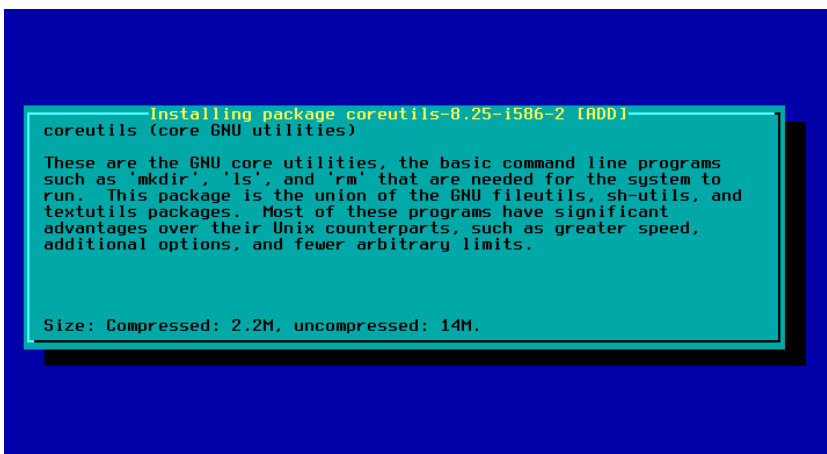 Installing package coreutils-8.25-i586-2 [ADD]
coreutils (core GNU utilities)
These are the GNU core utilities, the basic command line programs
such as 'mkdir', 'ls', and 'rm' that are needed for the system to
run.  This package is the union of the GNU fileutils, sh-utils, and
textutils packages.  Most of these programs have significant
advantages over their Unix counterparts, such as greater speed,
additional options, and fewer arbitrary limits.
Size: Compressed: 2.2M, uncompressed: 14M.